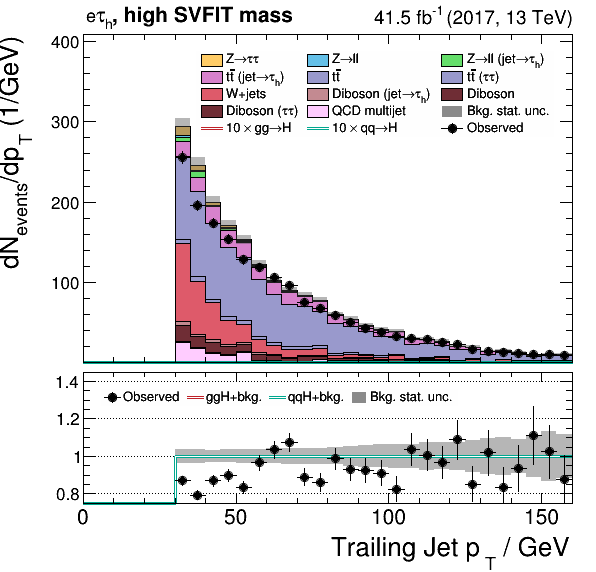 eτh, high SVFIT mass 41.5 fb-1 (2017, 13 TeV)
dNevents/dpT (1/GeV)
400
300
200
100
Z→ττ Z→ll Z→ll (jet→τh)
tt̄ (jet→τh) tt̄ tt̄ (ττ)
W+jets Diboson (jet→τh) Diboson
Diboson (ττ) QCD multijet Bkg. stat. unc.
10 × gg→H 10 × qq→H Observed
1.4
1.2
1
0.8
Observed ggH+bkg. qqH+bkg. Bkg. stat. unc.
0 50 100 150
Trailing Jet pT / GeV